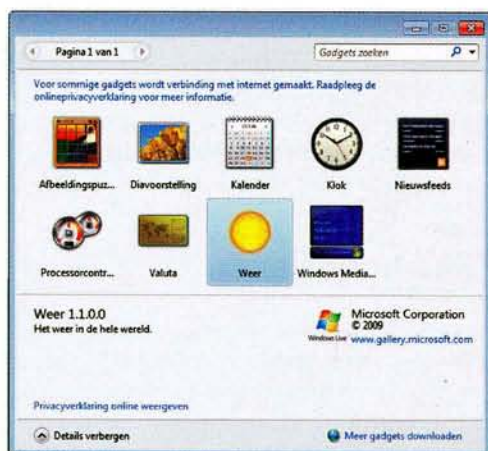 Pagina 1 van 1
Gadgets zoeken
Voor sommige gadgets wordt verbinding met internet gemaakt. Raadpleeg de
onlineprivacyverklaring voor meer informatie.
Afbeeldingspuz...
Diavoorstelling
Kalender
Klok
Nieuwsfeeds
Processorcontr...
Valuta
Weer
Windows Media...
Weer 1.1.0.0
Het weer in de hele wereld.
Microsoft Corporation
© 2009
Windows Live
www.gallery.microsoft.com
Privacyverklaring online weergeven
Details verbergen
Meer gadgets downloaden